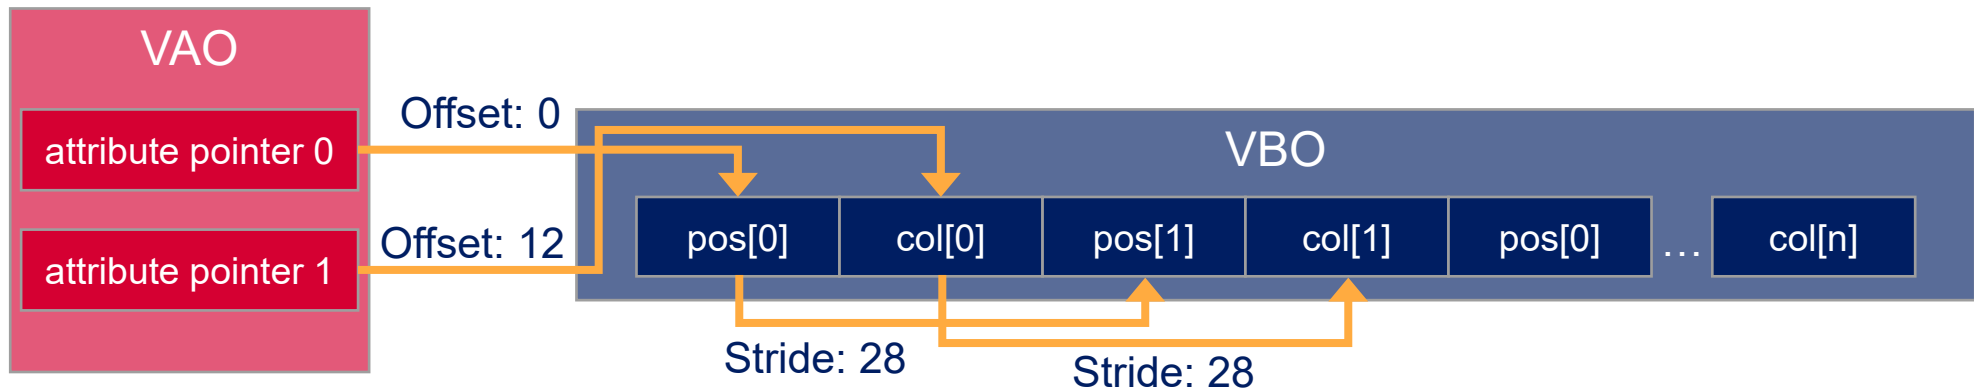 VAO
attribute pointer 0
attribute pointer 1
Offset: 0
Offset: 12
VBO
pos[0] col[0] pos[1] col[1] pos[0] ... col[n]
Stride: 28
Stride: 28